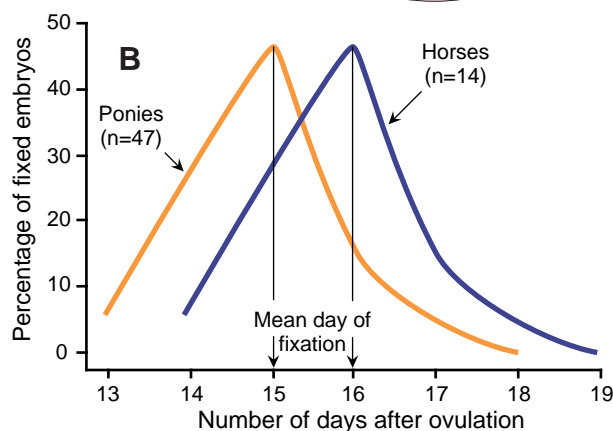 B
Horses
(n=14)
Ponies
(n=47)
Percentage of fixed embryos
50
40
30
20
10
0
Mean day of
fixation
13 14 15 16 17 18 19
Number of days after ovulation